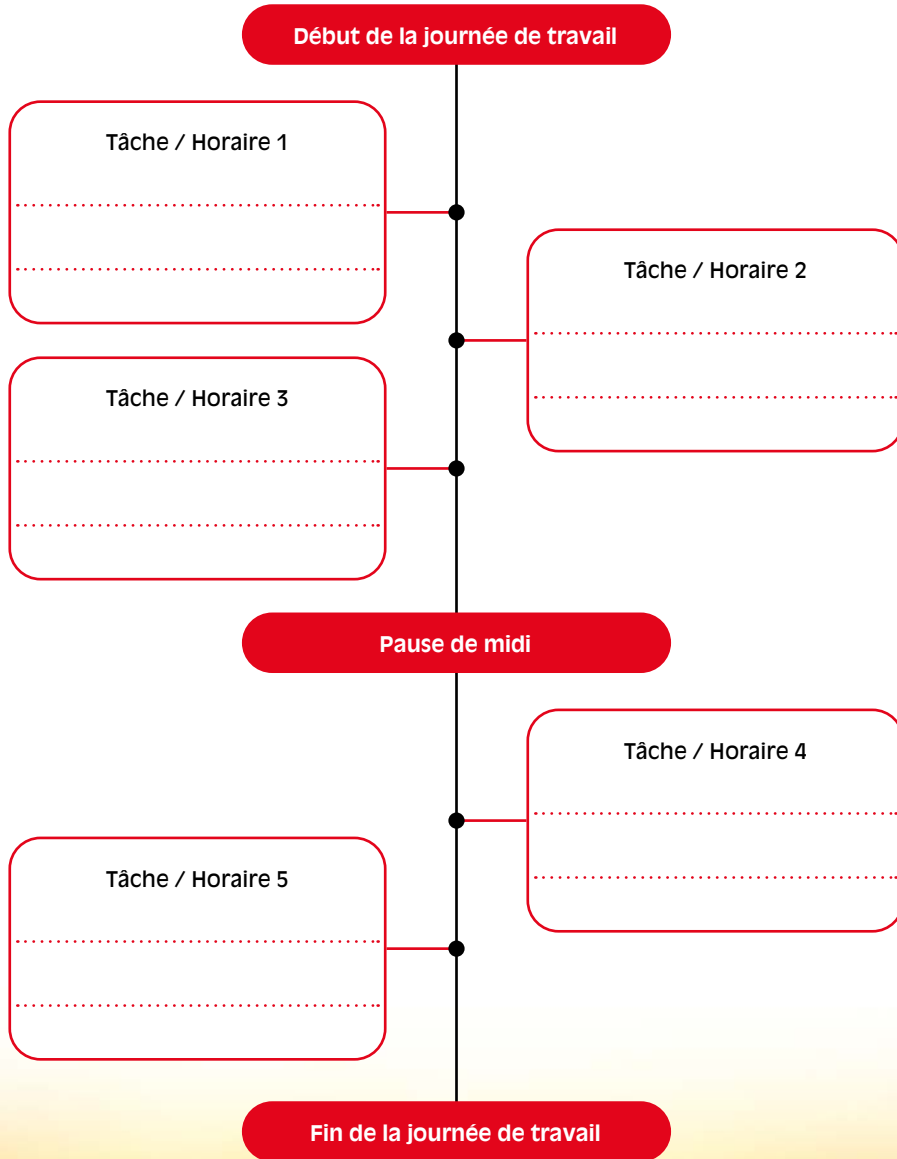 Début de la journée de travail
Tâche / Horaire 1
Tâche / Horaire 2
Tâche / Horaire 3
Pause de midi
Tâche / Horaire 4
Tâche / Horaire 5
Fin de la journée de travail